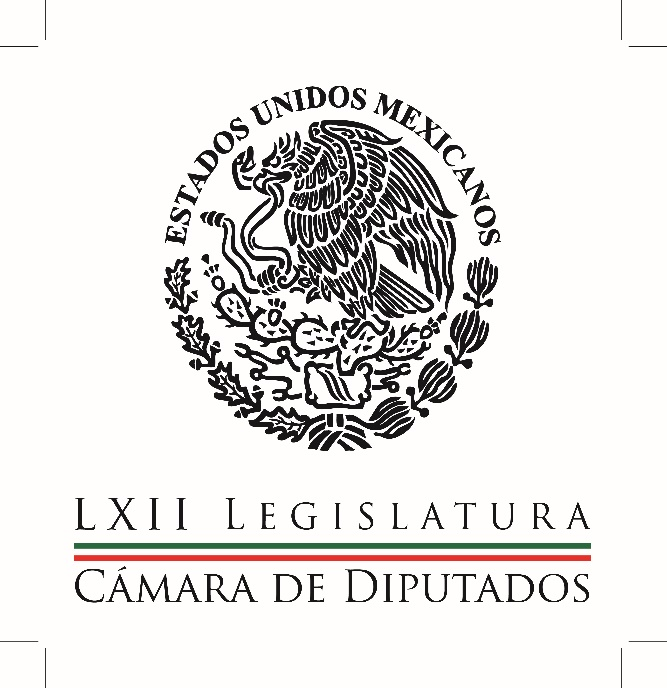 ESTADOS UNIDOS MEXICANOS
LXII LEGISLATURA
CÁMARA DE DIPUTADOS